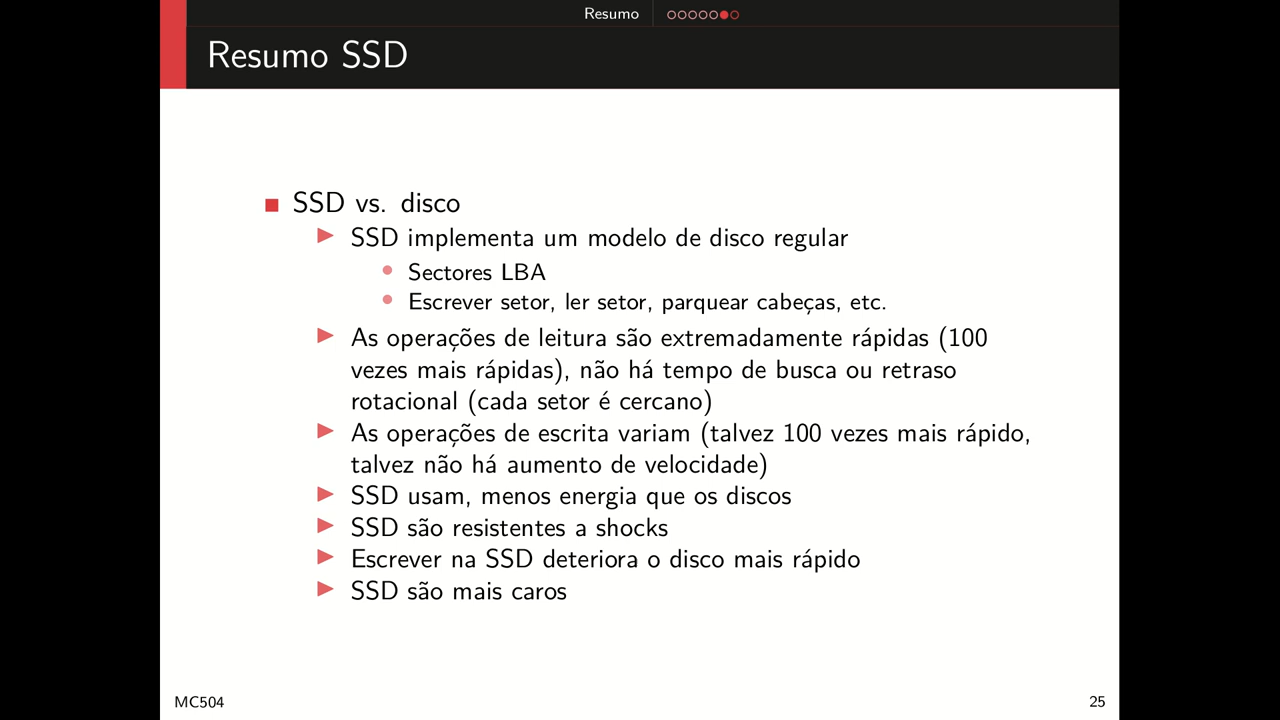 Resumo
Resumo SSD
SSD vs. disco
SSD implementa um modelo de disco regular
Sectores LBA
Escrever setor, ler setor, parquear cabeças, etc.
As operações de leitura são extremadamente rápidas (100
vezes mais rápidas), não há tempo de busca ou retraso
rotacional (cada setor é cercano)
As operações de escrita variam (talvez 100 vezes mais rápido,
talvez não há aumento de velocidade)
SSD usam, menos energia que os discos
SSD são resistentes a shocks
Escrever na SSD deteriora o disco mais rápido
SSD são mais caros
MC504
25